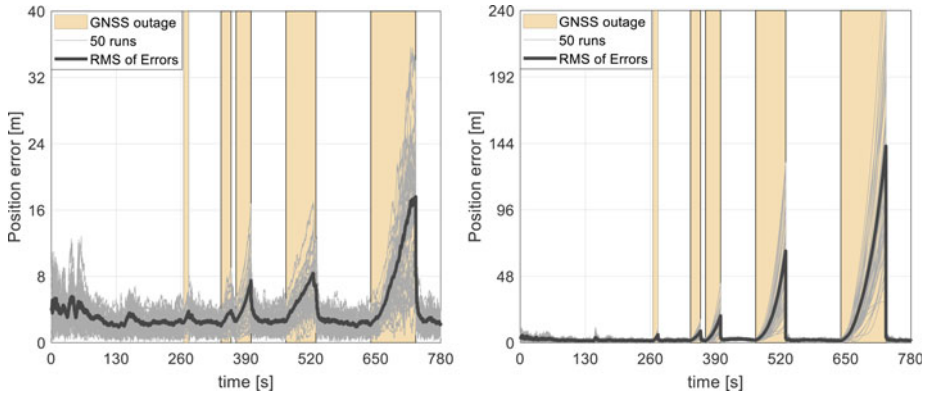 40
32
24
16
8
0
Position error [m]
GNSS outage
50 runs
RMS of Errors
0 130 260 390 520 650 780
time [s]
240
192
144
96
48
0
Position error [m]
GNSS outage
50 runs
RMS of Errors
0 130 260 390 520 650 780
time [s]